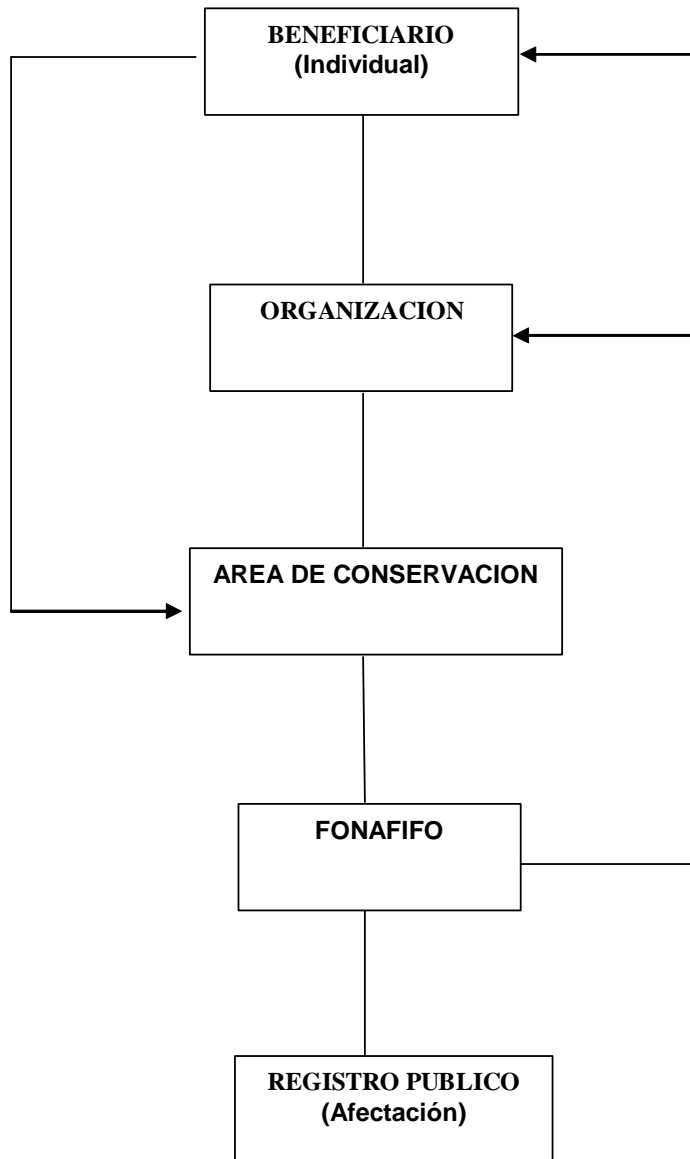 BENEFICIARIO
(Individual)
ORGANIZACION
AREA DE CONSERVACION
FONAFIFO
REGISTRO PUBLICO
(Afectación)